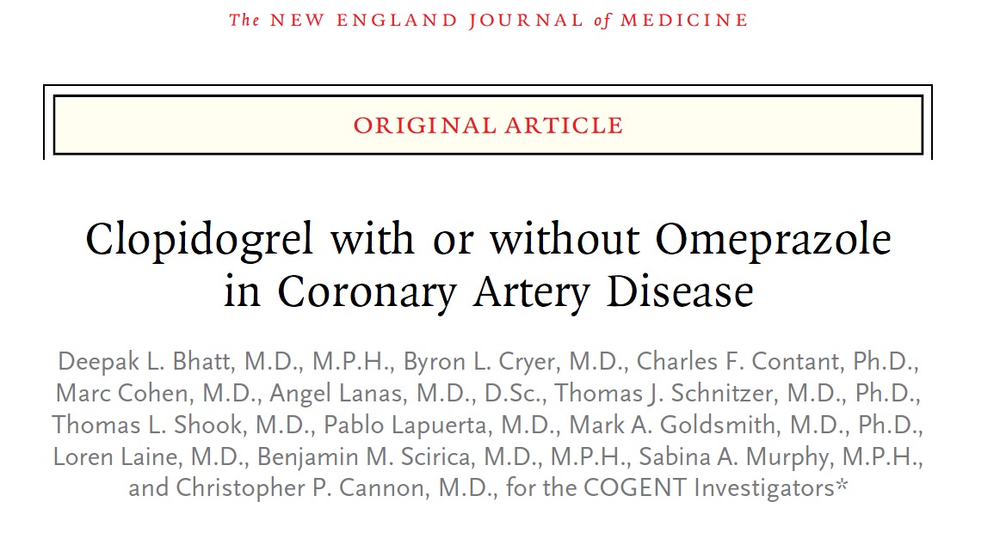 The NEW ENGLAND JOURNAL of MEDICINE
ORIGINAL ARTICLE
Clopidogrel with or without Omeprazole
in Coronary Artery Disease
Deepak L. Bhatt, M.D., M.P.H., Byron L. Cryer, M.D., Charles F. Contant, Ph.D.,
Marc Cohen, M.D., Angel Lanas, M.D., D.Sc., Thomas J. Schnitzer, M.D., Ph.D.,
Thomas L. Shook, M.D., Pablo Lapuerta, M.D., Mark A. Goldsmith, M.D., Ph.D.,
Loren Laine, M.D., Benjamin M. Scirica, M.D., M.P.H., Sabina A. Murphy, M.P.H.,
and Christopher P. Cannon, M.D., for the COGENT Investigators*